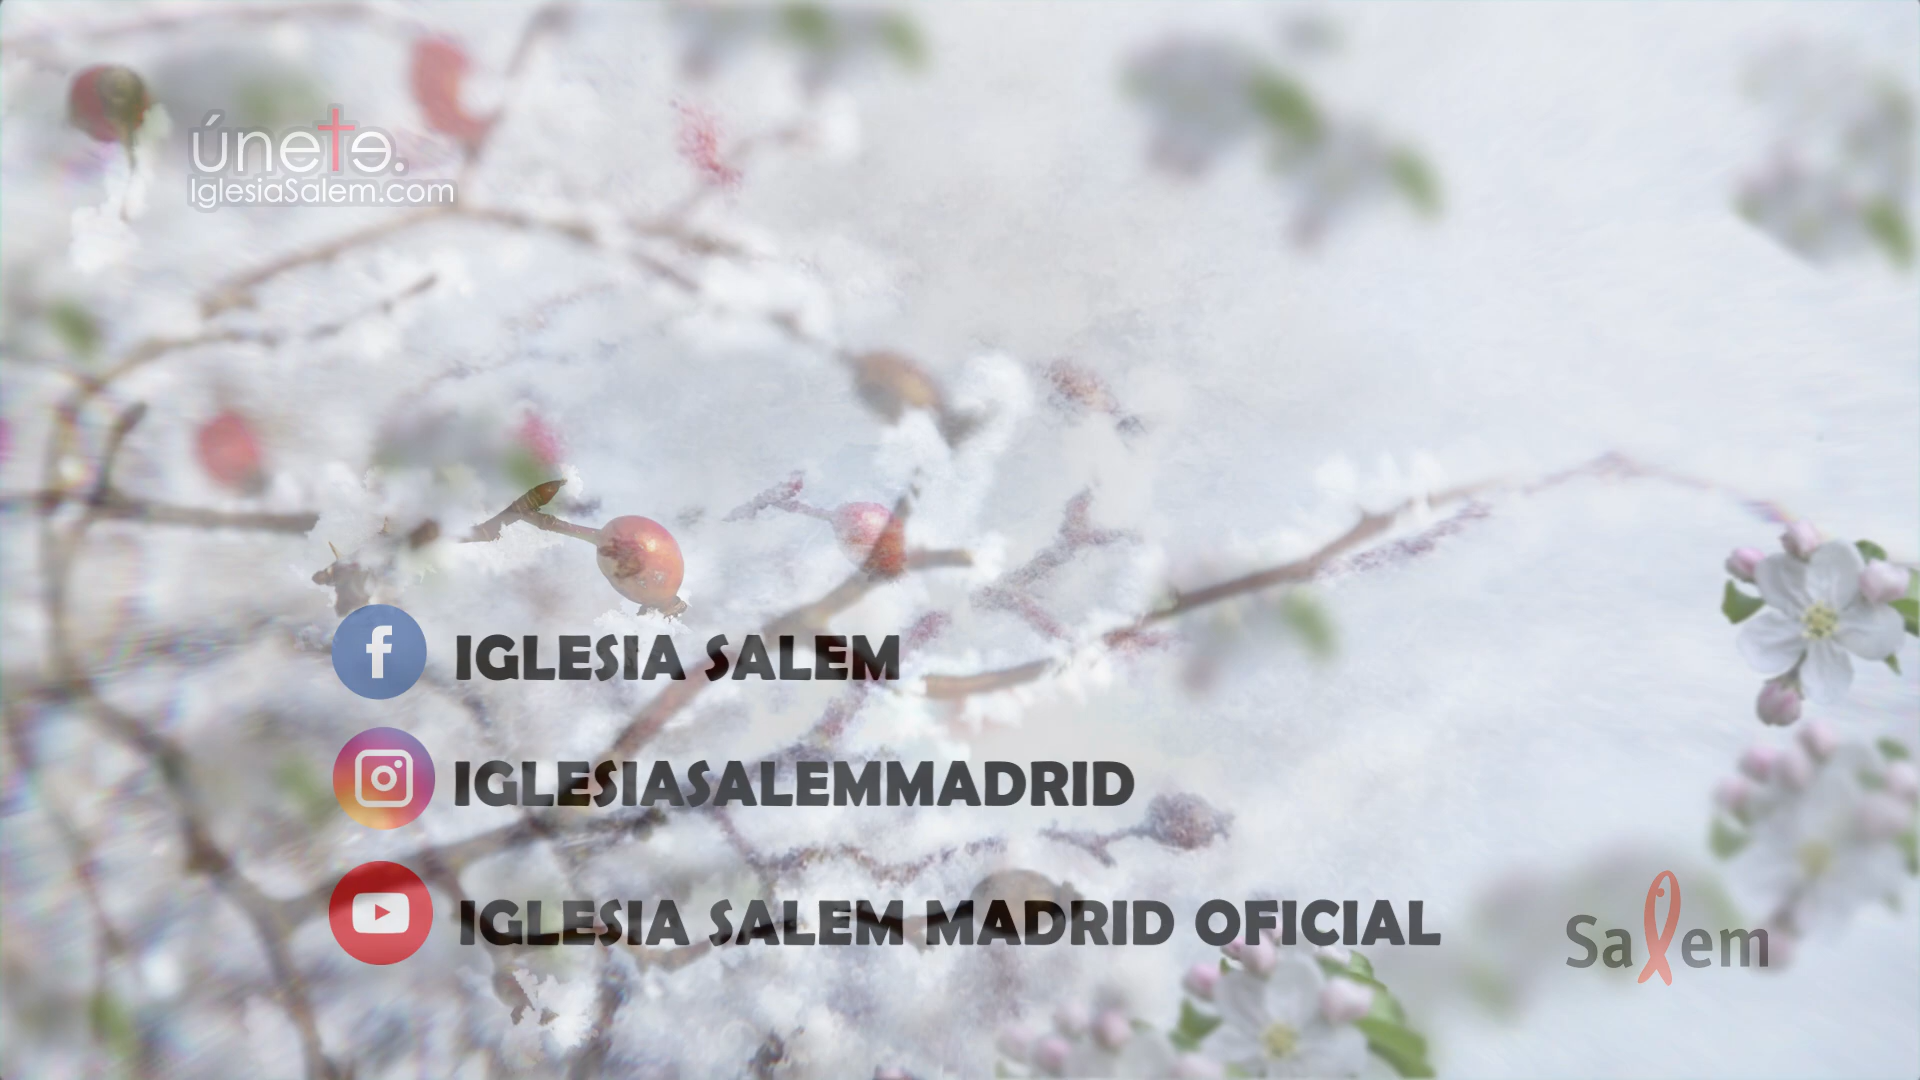 únete.
IglesiaSalem.com
IGLESIA SALEM
IGLESIASALEMMADRID
IGLESIA SALEM MADRID OFICIAL
Salem